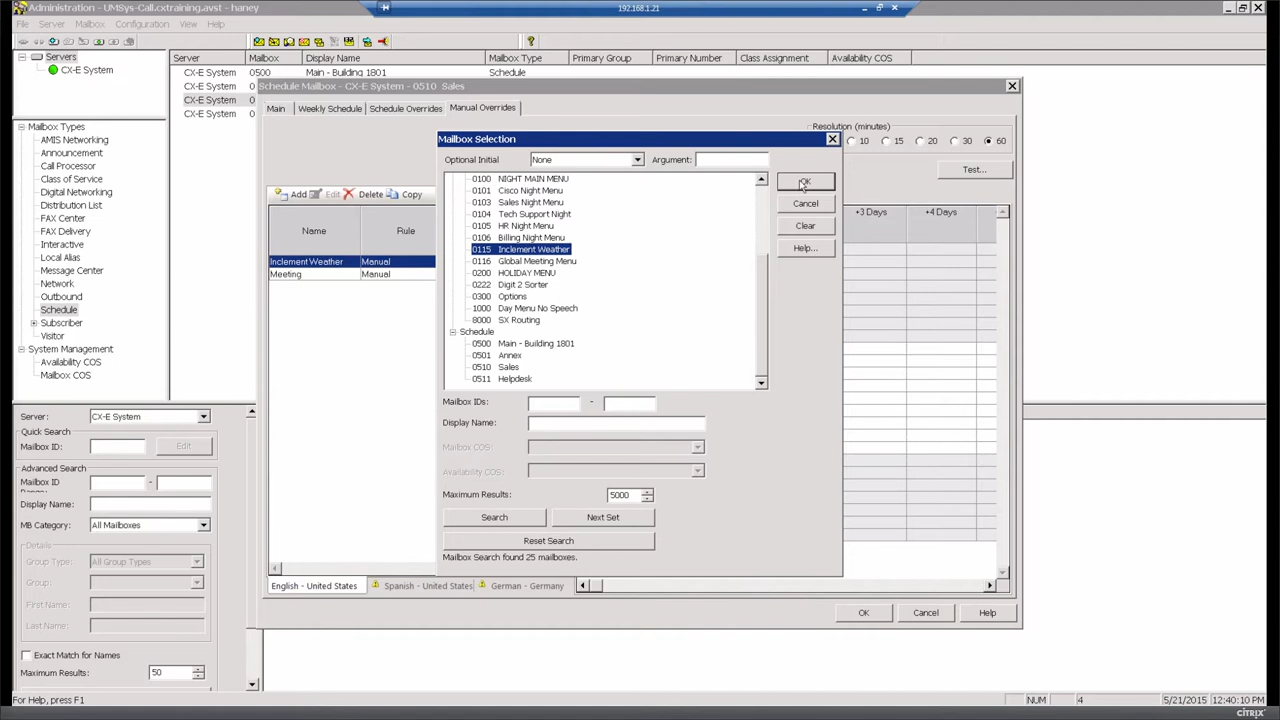 Administration - UMSys-Call.cxtraining.avst - haney
192.168.1.21
File Server Mailbox Configuration View Help
Servers
CX-E System
Server Mailbox Display Name Mailbox Type Primary Group Primary Number Class Assignment Availability COS
CX-E System 0500 Main - Building 1801 Schedule
CX-E System 0
CX-E System 0
CX-E System 0
Mailbox Types
AMIS Networking
Announcement
Call Processor
Class of Service
Digital Networking
Distribution List
FAX Center
FAX Delivery
Interactive
Local Alias
Message Center
Network
Outbound
Schedule
Subscriber
Visitor
System Management
Availability COS
Mailbox COS
Server: CX-E System
Quick Search
Mailbox ID: Edit
Advanced Search
Mailbox ID -
Display Name:
MB Category: All Mailboxes
Details
Group Type: All Group Types
Group:
First Name:
Last Name:
Exact Match for Names
Maximum Results: 50
Schedule Mailbox - CX-E System - 0510 Sales
Main Weekly Schedule Schedule Overrides Manual Overrides
Resolution (minutes)
10 15 20 30 60
Test...
Add Edit Delete Copy
Name Rule
+3 Days +4 Days
Inclement Weather Manual
Meeting Manual
English - United States Spanish - United States German - Germany
OK Cancel Help
Mailbox Selection
Optional Initial None Argument:
0100 NIGHT MAIN MENU
0101 Cisco Night Menu
0103 Sales Night Menu
0104 Tech Support Night
0105 HR Night Menu
0106 Billing Night Menu
0115 Inclement Weather
0116 Global Meeting Menu
0200 HOLIDAY MENU
0222 Digit 2 Sorter
0300 Options
1000 Day Menu No Speech
8000 SX Routing
Schedule
0500 Main - Building 1801
0501 Annex
0510 Sales
0511 Helpdesk
OK
Cancel
Clear
Help...
Mailbox IDs: -
Display Name:
Mailbox COS:
Availability COS:
Maximum Results: 5000
Search Next Set
Reset Search
Mailbox Search found 25 mailboxes.
For Help, press F1
NUM 4 5/21/2015 12:40:10 PM
CITRIX